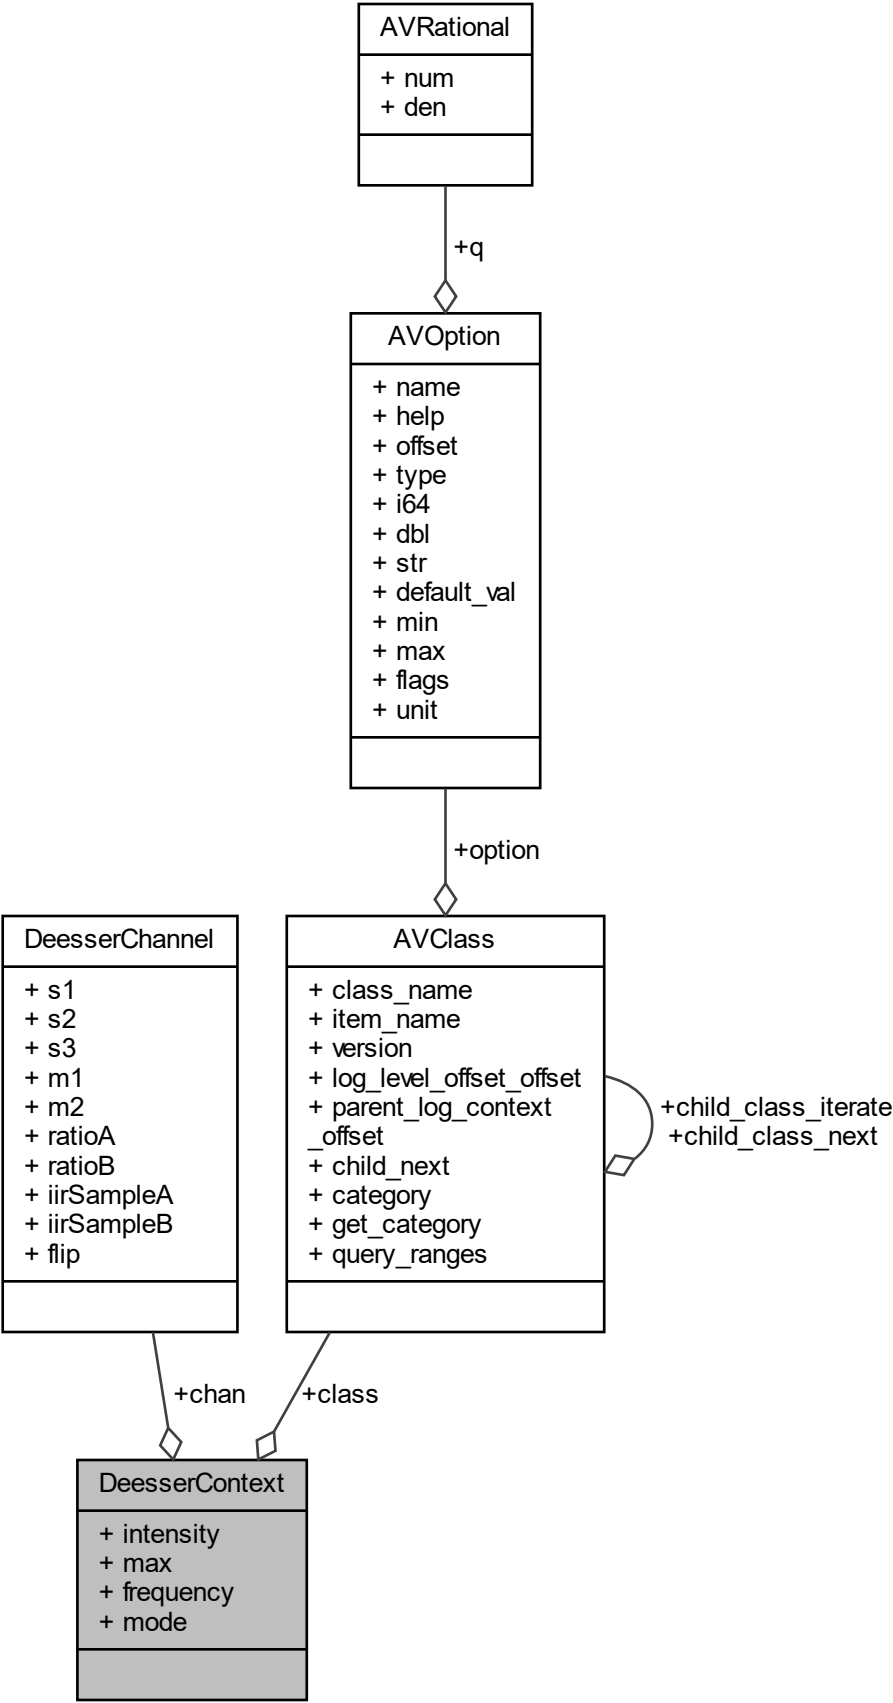 AVRational
+ num
+ den
+q
AVOption
+ name
+ help
+ offset
+ type
+ i64
+ dbl
+ str
+ default_val
+ min
+ max
+ flags
+ unit
+option
DeesserChannel
+ s1
+ s2
+ s3
+ m1
+ m2
+ ratioA
+ ratioB
+ iirSampleA
+ iirSampleB
+ flip
AVClass
+ class_name
+ item_name
+ version
+ log_level_offset_offset
+ parent_log_context
_offset
+ child_next
+ category
+ get_category
+ query_ranges
+child_class_iterate
+child_class_next
+chan
+class
DeesserContext
+ intensity
+ max
+ frequency
+ mode